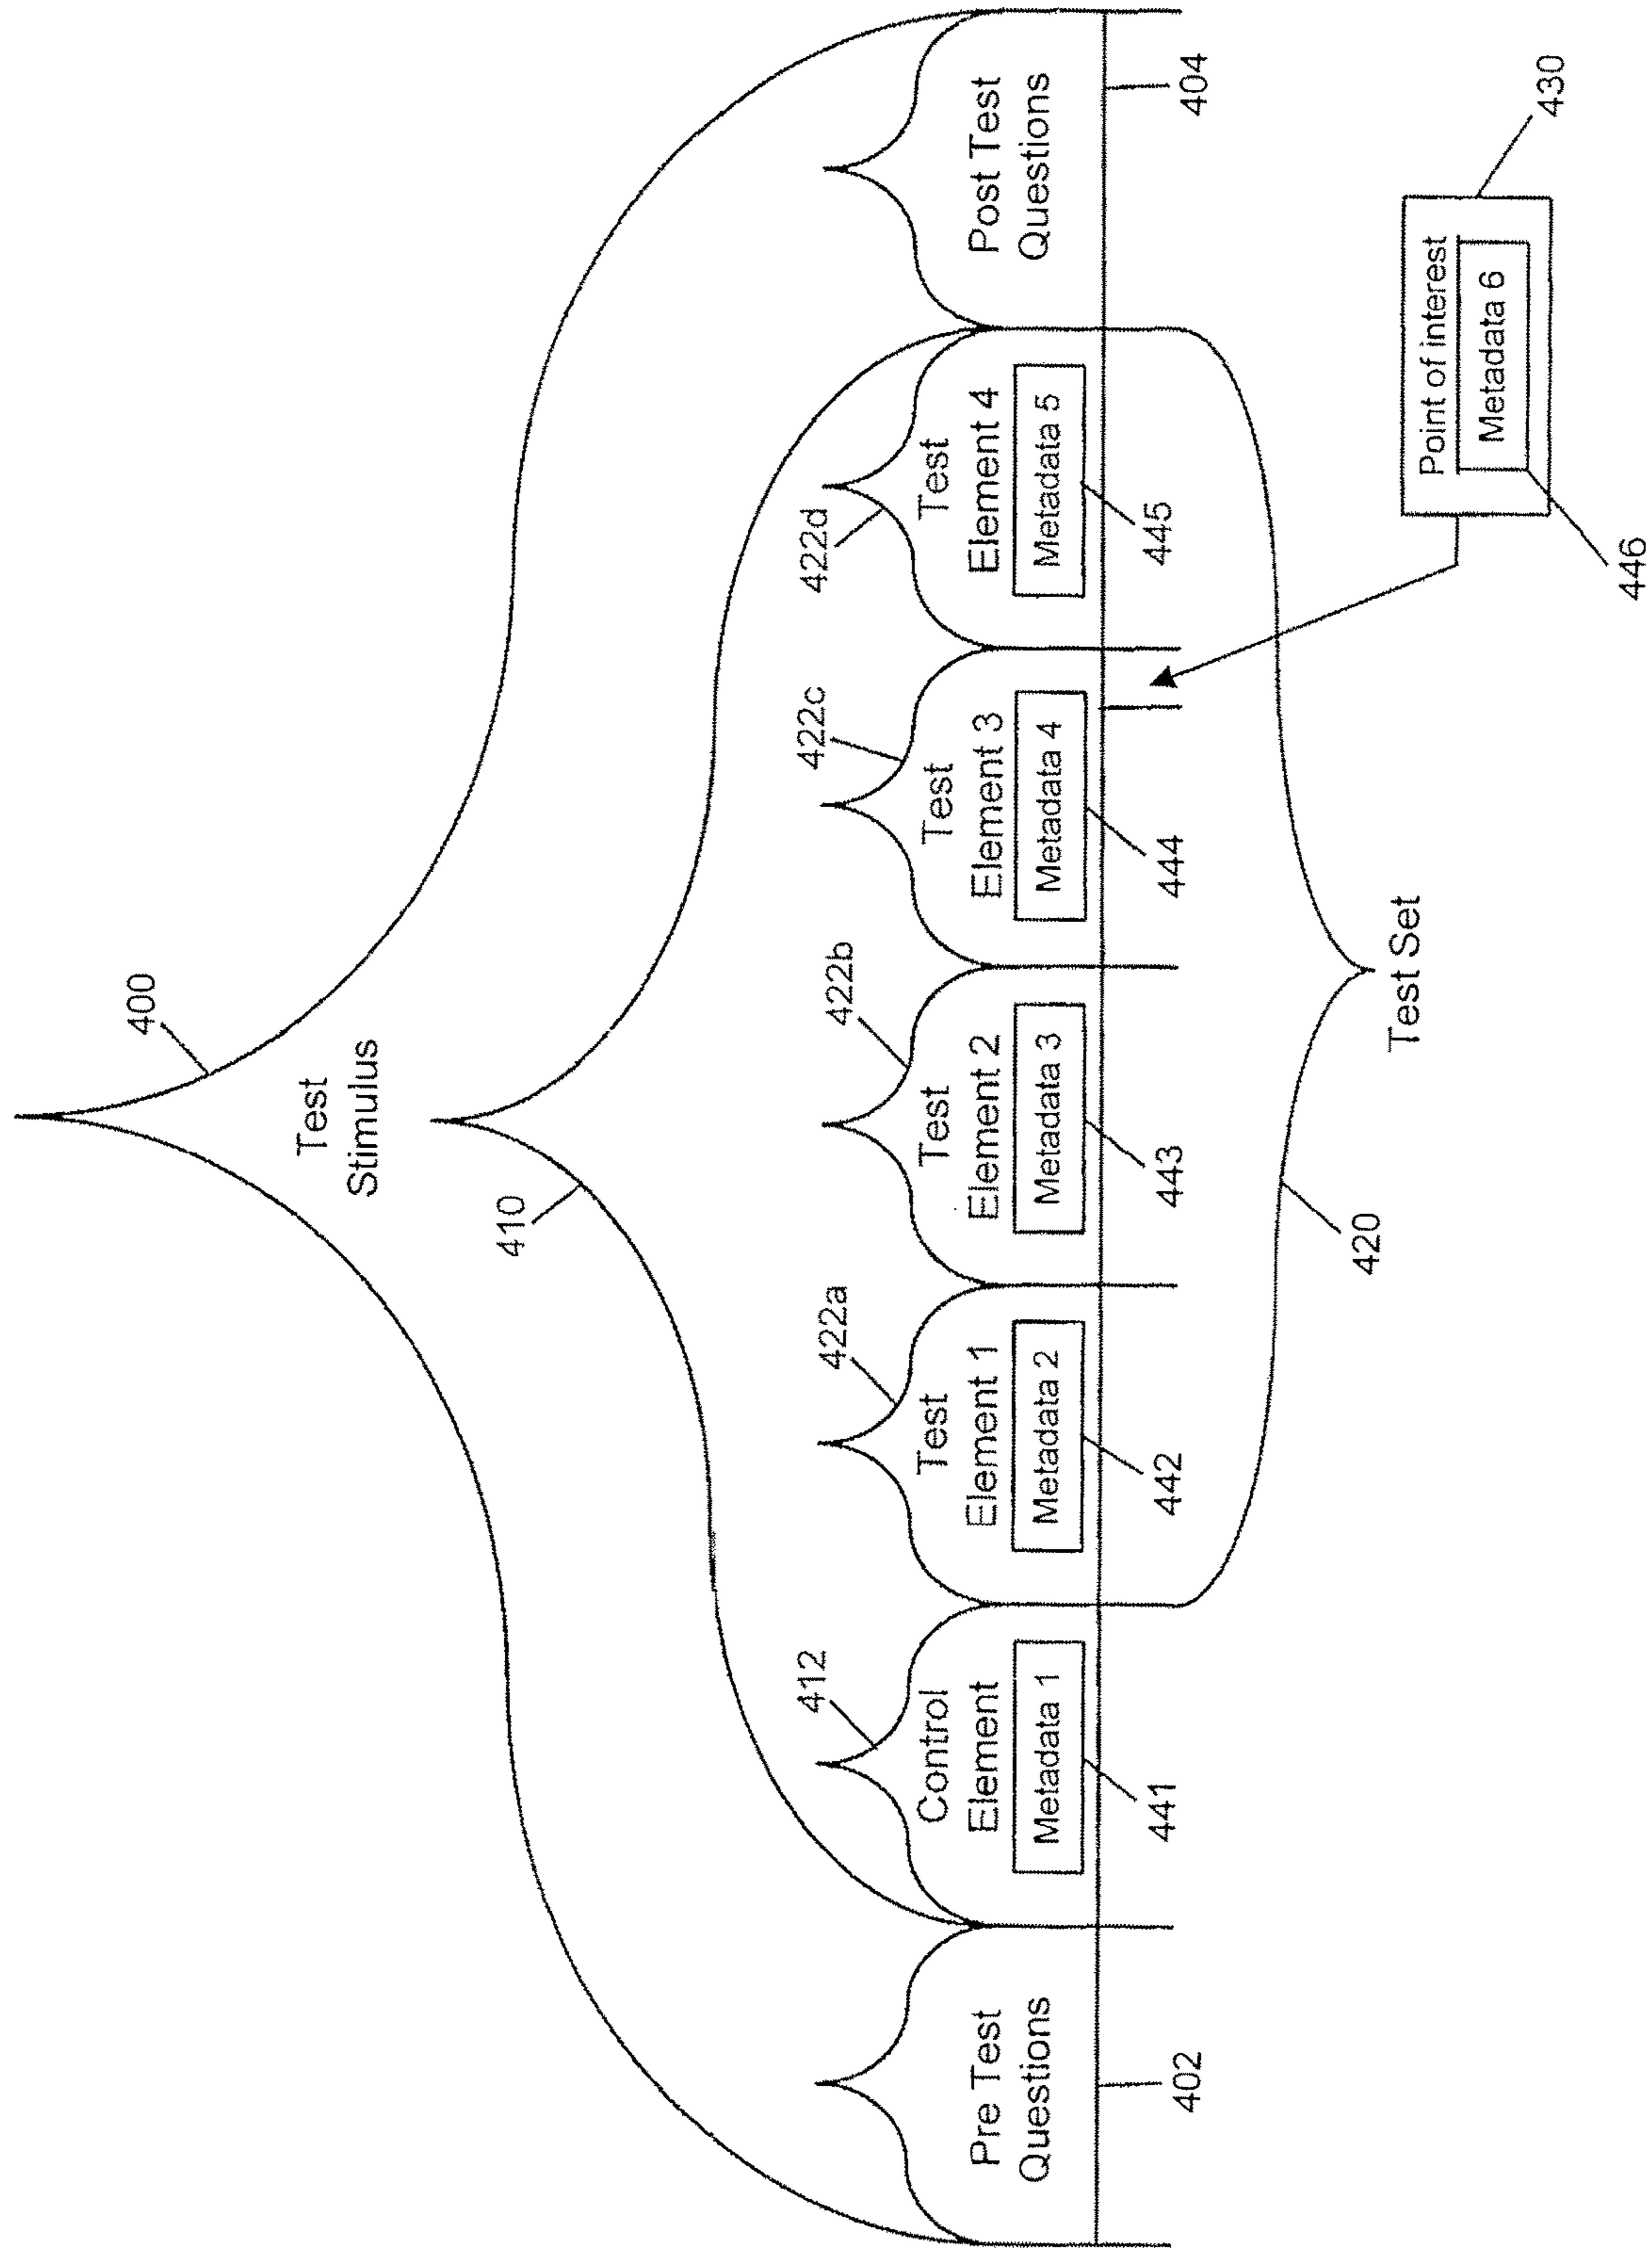 400
Test
Stimulus
410
412
422a
422b
422c
422d
Pre Test
Questions
Control
Element
Metadata 1
Test
Element 1
Metadata 2
Test
Element 2
Metadata 3
Test
Element 3
Metadata 4
Test
Element 4
Metadata 5
Post Test
Questions
402
441
442
443
444
445
404
420
Test Set
Point of interest
Metadata 6
430
446